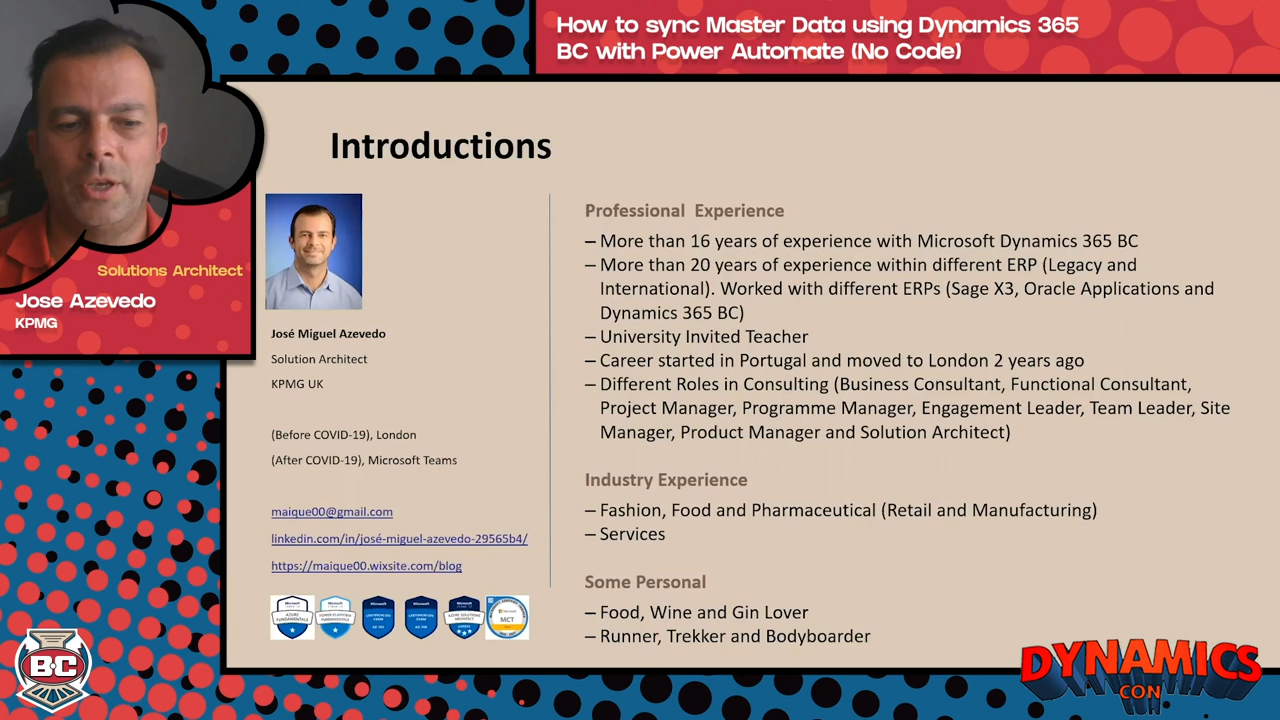 How to sync Master Data using Dynamics 365
BC with Power Automate (No Code)
Solutions Architect
Jose Azevedo
KPMG
Introductions
José Miguel Azevedo
Solution Architect
KPMG UK
(Before COVID-19), London
(After COVID-19), Microsoft Teams
maique00@gmail.com
linkedin.com/in/josé-miguel-azevedo-29565b4/
https://maique00.wixsite.com/blog
AZURE
FUNDAMENTALS
MCT
Professional Experience
– More than 16 years of experience with Microsoft Dynamics 365 BC
– More than 20 years of experience within different ERP (Legacy and
International). Worked with different ERPs (Sage X3, Oracle Applications and
Dynamics 365 BC)
– University Invited Teacher
– Career started in Portugal and moved to London 2 years ago
– Different Roles in Consulting (Business Consultant, Functional Consultant,
Project Manager, Programme Manager, Engagement Leader, Team Leader, Site
Manager, Product Manager and Solution Architect)
Industry Experience
– Fashion, Food and Pharmaceutical (Retail and Manufacturing)
– Services
Some Personal
– Food, Wine and Gin Lover
– Runner, Trekker and Bodyboarder
BC
DYNAMICS
CON